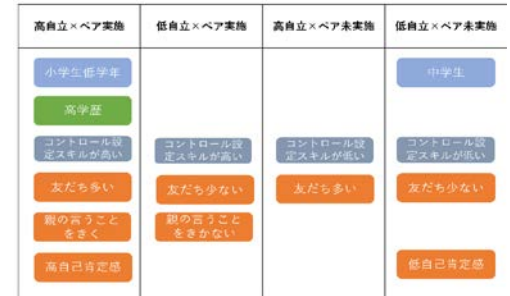 高自立×ペア実施
低自立×ペア実施
高自立×ペア未実施
低自立×ペア未実施
小学生低学年
中学生
高学歴
コントロール設
定スキルが高い
コントロール設
定スキルが高い
コントロール設
定スキルが低い
コントロール設
定スキルが低い
友だち多い
友だち少ない
友だち多い
友だち少ない
親の言うこと
をきく
親の言うこと
をきかない
高自己肯定感
低自己肯定感